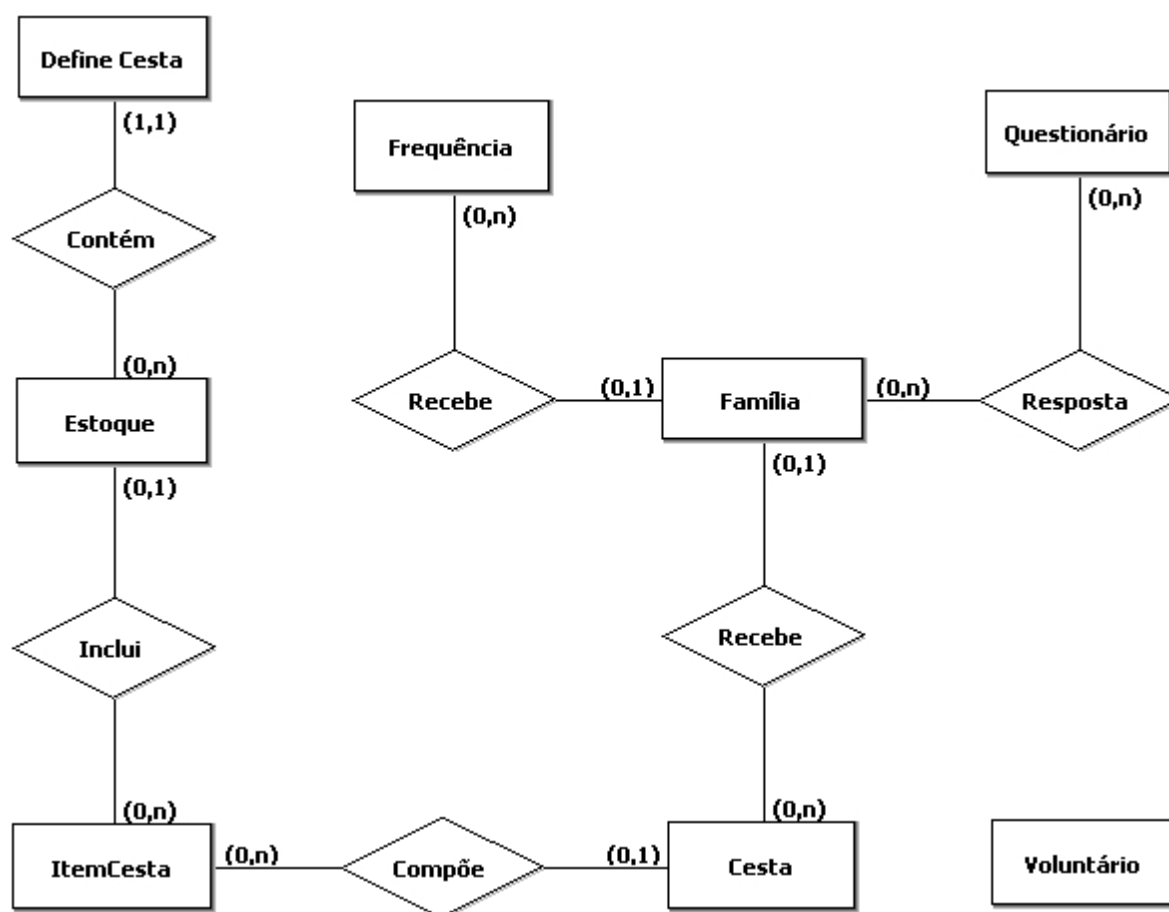 Define Cesta
(1,1)
Contém
(0,n)
Estoque
(0,1)
Inclui
(0,n)
ItemCesta
(0,n)
Compõe
(0,1)
Cesta
(0,n)
Recebe
(0,1)
Família
(0,1)
Recebe
(0,n)
Frequência
(0,n)
Resposta
(0,n)
Questionário
Voluntário